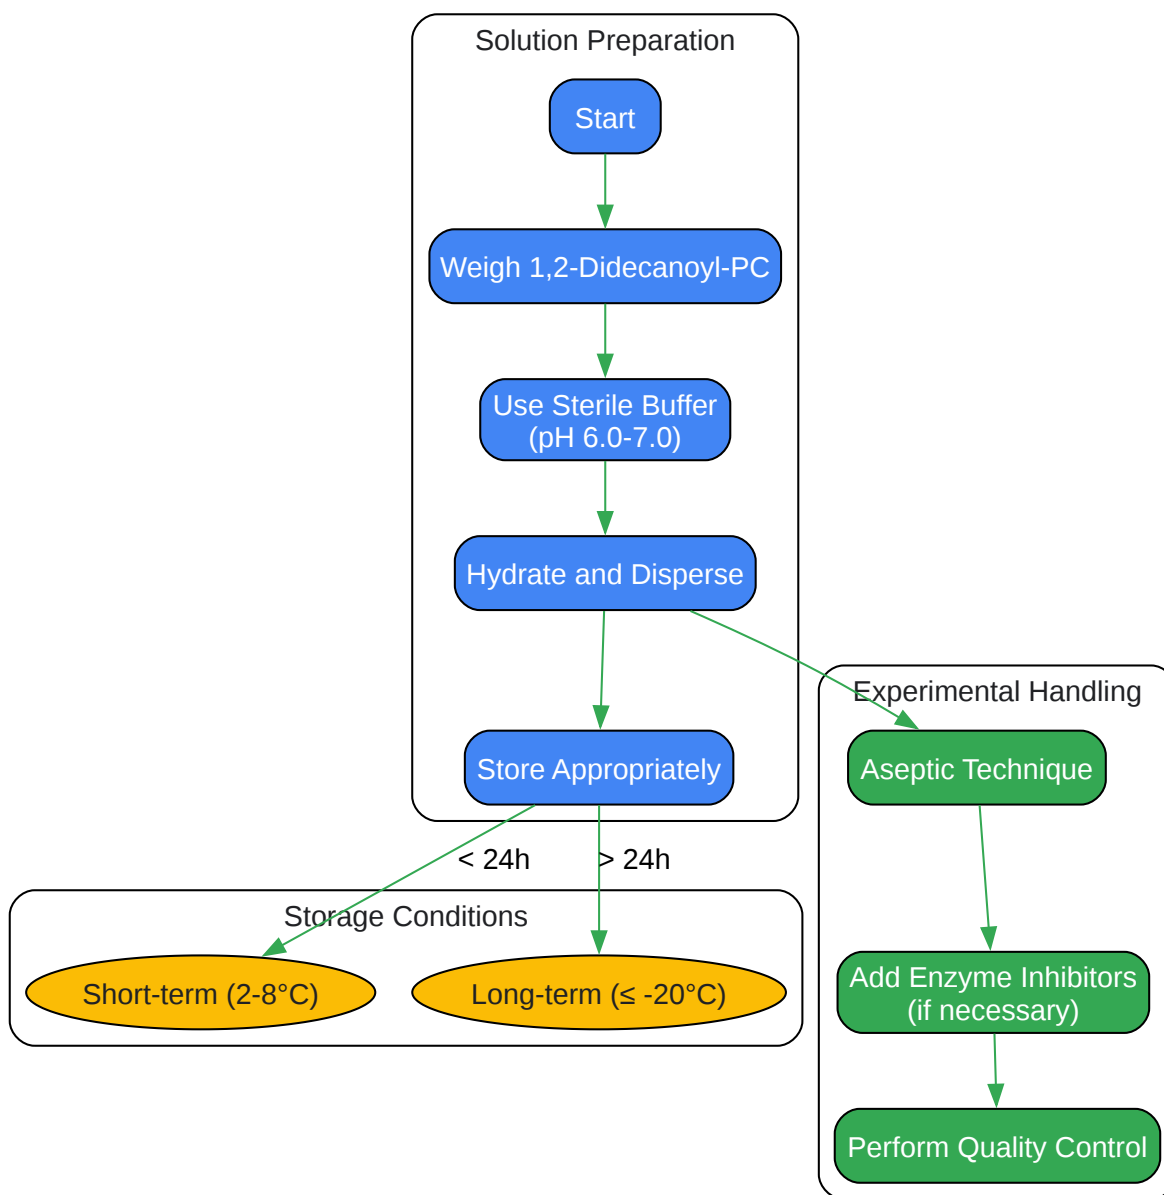 Solution Preparation
Start
Weigh 1,2-Didecanoyl-PC
Use Sterile Buffer
(pH 6.0-7.0)
Hydrate and Disperse
Store Appropriately
< 24h
> 24h
Storage Conditions
Short-term (2-8°C)
Long-term (≤ -20°C)
Experimental Handling
Aseptic Technique
Add Enzyme Inhibitors
(if necessary)
Perform Quality Control